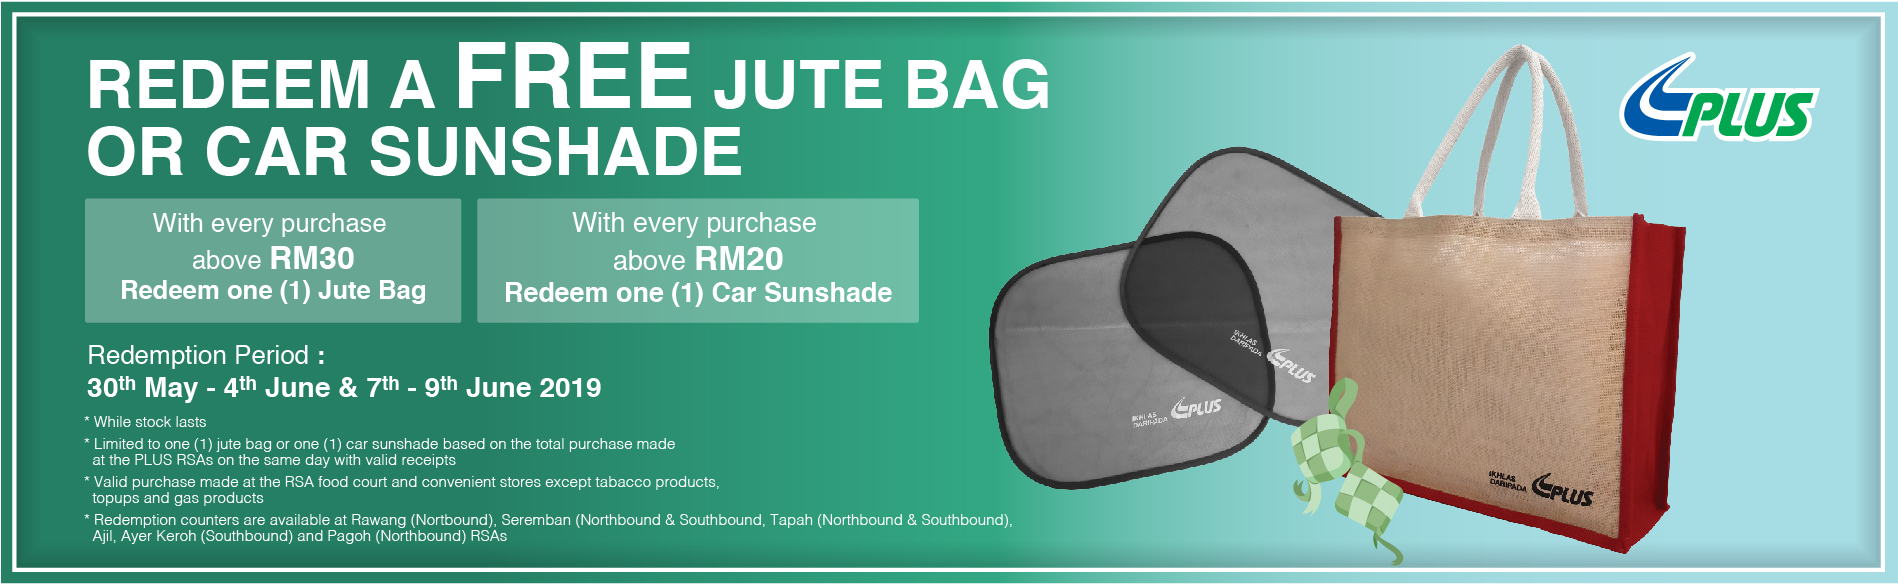 REDEEM A FREE JUTE BAG
OR CAR SUNSHADE
With every purchase
above RM30
Redeem one (1) Jute Bag
With every purchase
above RM20
Redeem one (1) Car Sunshade
Redemption Period :
30th May - 4th June & 7th - 9th June 2019
* While stock lasts
* Limited to one (1) jute bag or one (1) car sunshade based on the total purchase made
at the PLUS RSAs on the same day with valid receipts
* Valid purchase made at the RSA food court and convenient stores except tabacco products,
topups and gas products
* Redemption counters are available at Rawang (Nortbound), Seremban (Northbound & Southbound, Tapah (Northbound & Southbound),
Ajil, Ayer Keroh (Southbound) and Pagoh (Northbound) RSAs
PLUS
IKHLAS
DARIPADA
PLUS
IKHLAS
DARIPADA
PLUS
IKHLAS
DARIPADA
PLUS